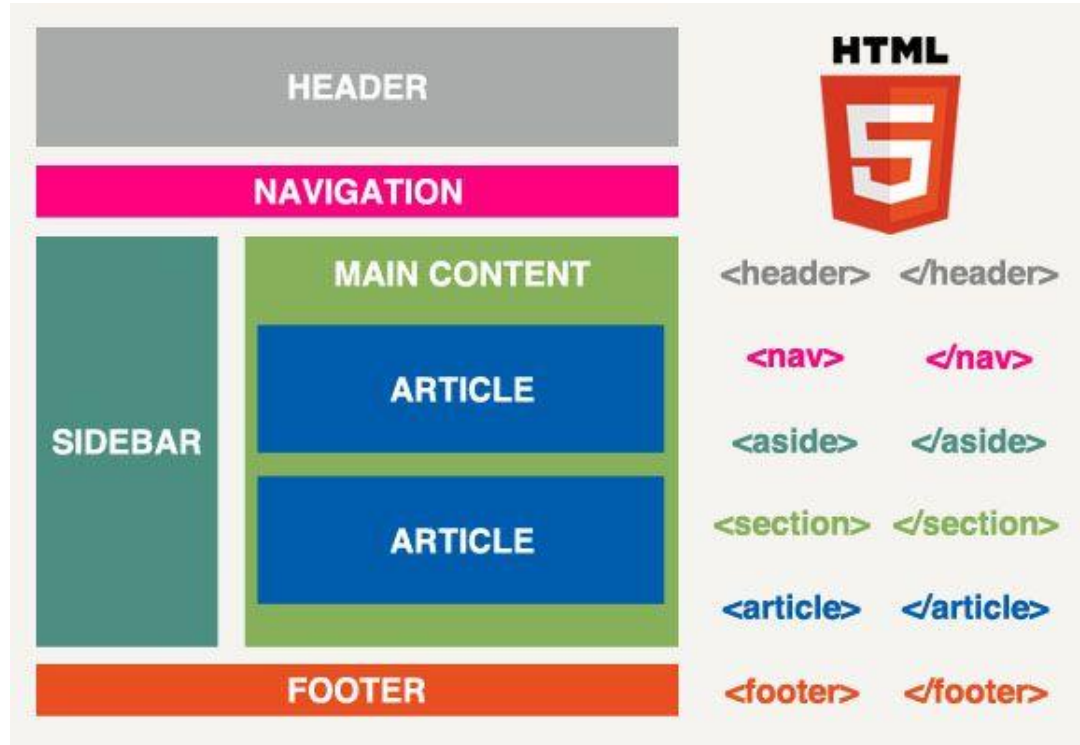 HEADER
NAVIGATION
SIDEBAR
MAIN CONTENT
ARTICLE
ARTICLE
FOOTER
HTML
5
<header> </header>
<nav> </nav>
<aside> </aside>
<section> </section>
<article> </article>
<footer> </footer>